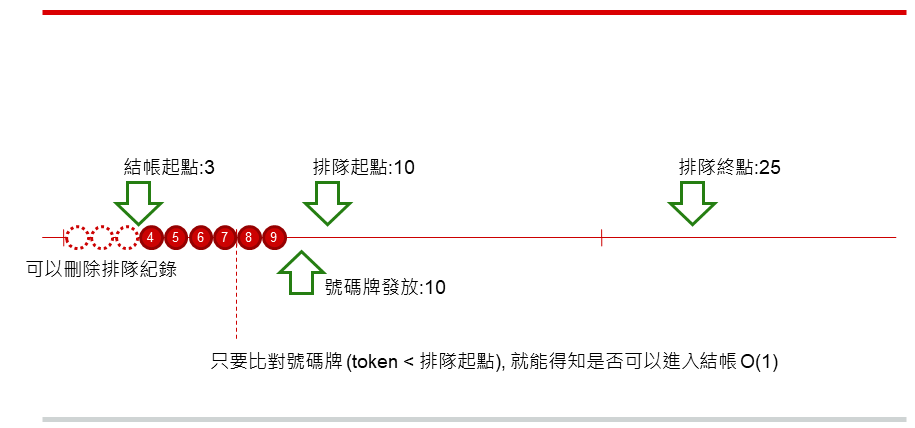 結帳起點:3 排隊起點:10 排隊終點:25
4 5 6 7 8 9
可以刪除排隊紀錄
號碼牌發放:10
只要比對號碼牌 (token < 排隊起點), 就能得知是否可以進入結帳 O(1)